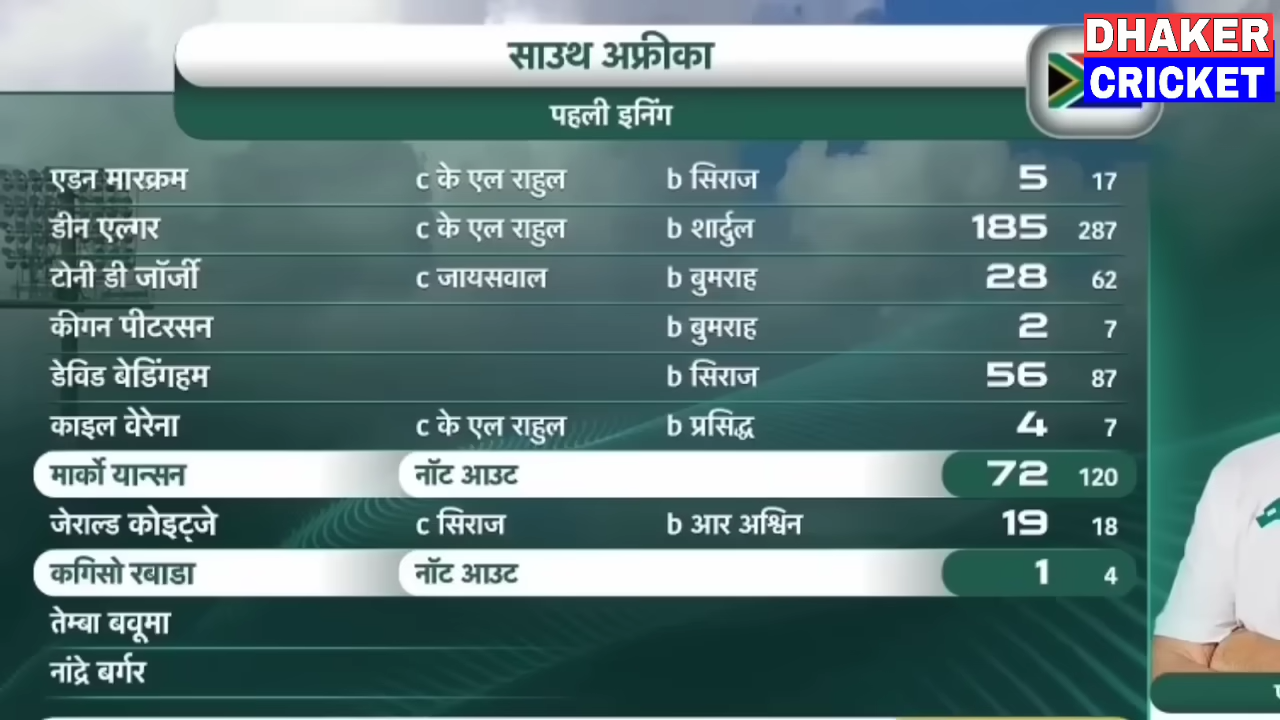 साउथ अफ्रीका
DHAKER
CRICKET
पहली इनिंग
एडन मारक्रम c के एल राहुल b सिराज 5 17
डीन एल्गर c के एल राहुल b शार्दुल 185 287
टोनी डी जॉर्जी c जायसवाल b बुमराह 28 62
कीगन पीटरसन b बुमराह 2 7
डेविड बेडिंगहम b सिराज 56 87
काइल वेरेना c के एल राहुल b प्रसिद्ध 4 7
मार्को यान्सन नॉट आउट 72 120
जेराल्ड कोइट्जे c सिराज b आर अश्विन 19 18
कगिसो रबाडा नॉट आउट 1 4
तेम्बा बवूमा
नांद्रे बर्गर